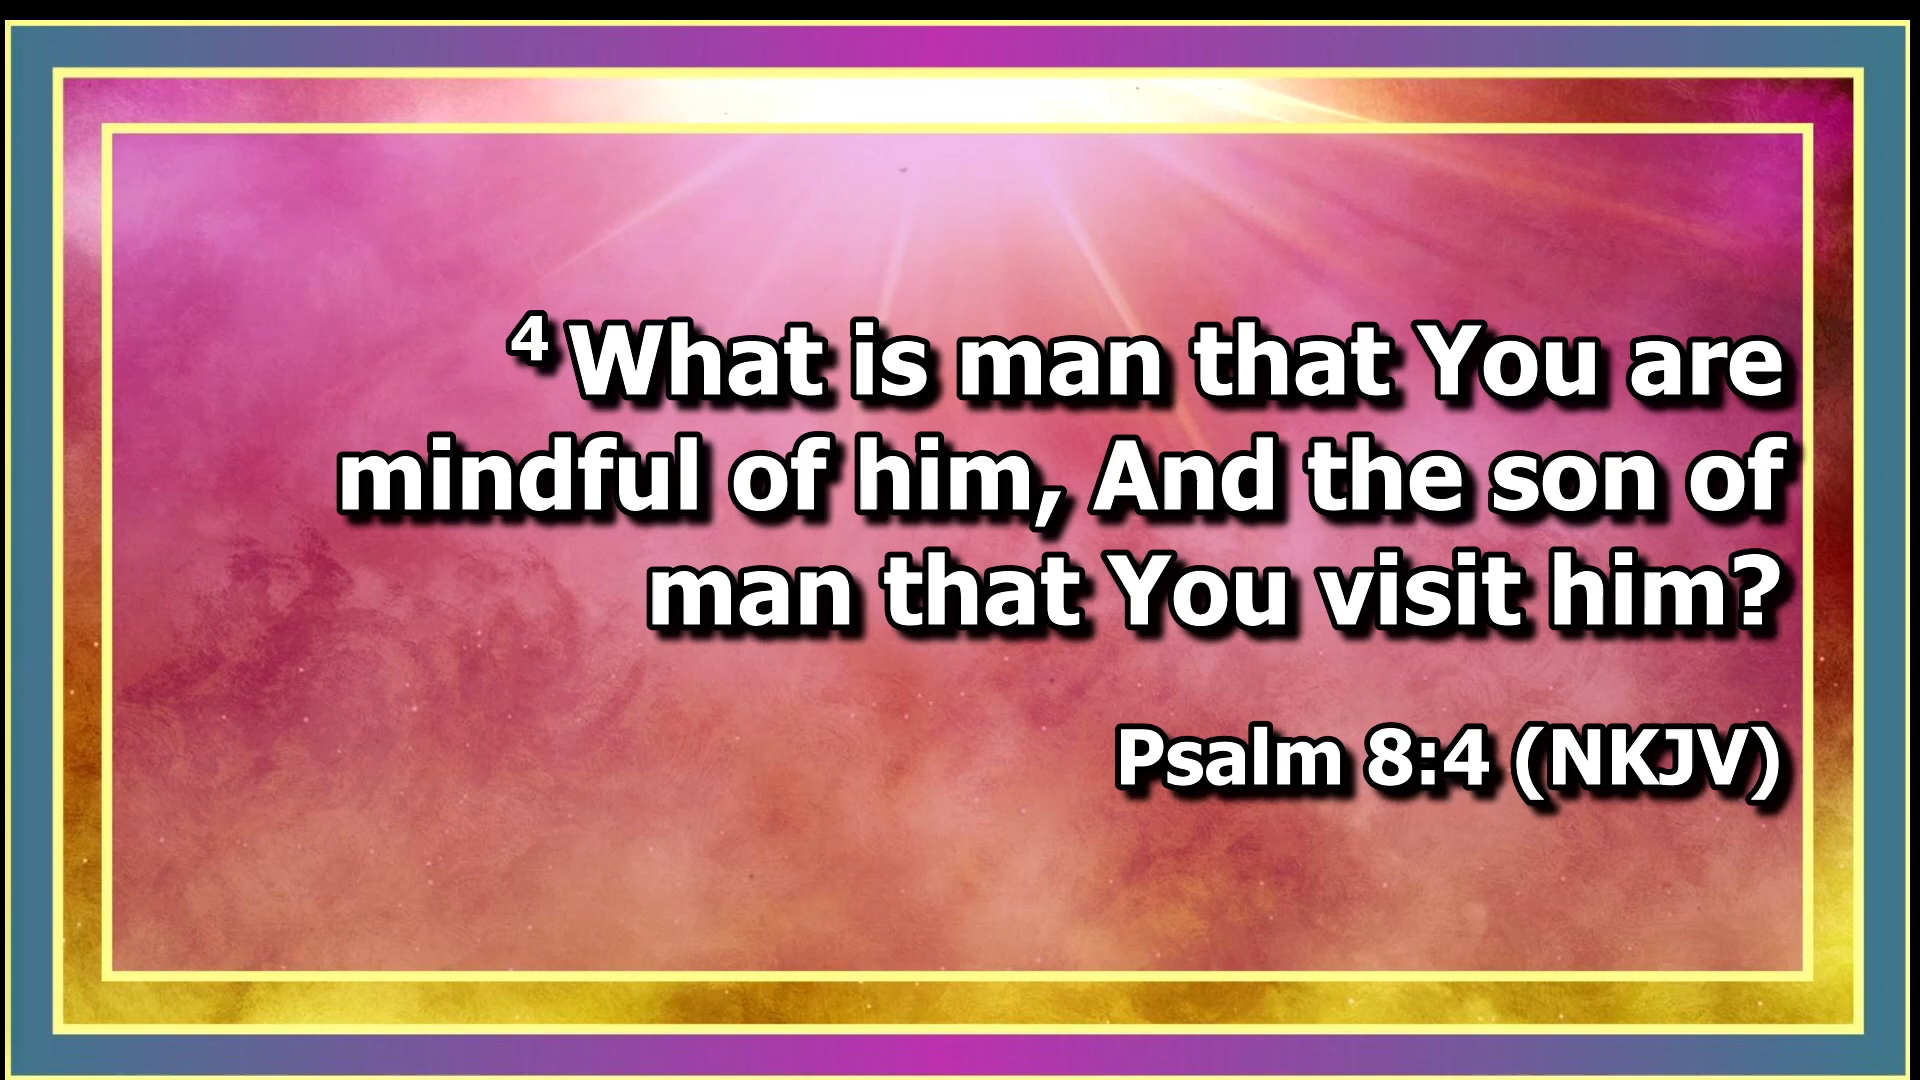 4 What is man that You are
mindful of him, And the son of
man that You visit him?
Psalm 8:4 (NKJV)